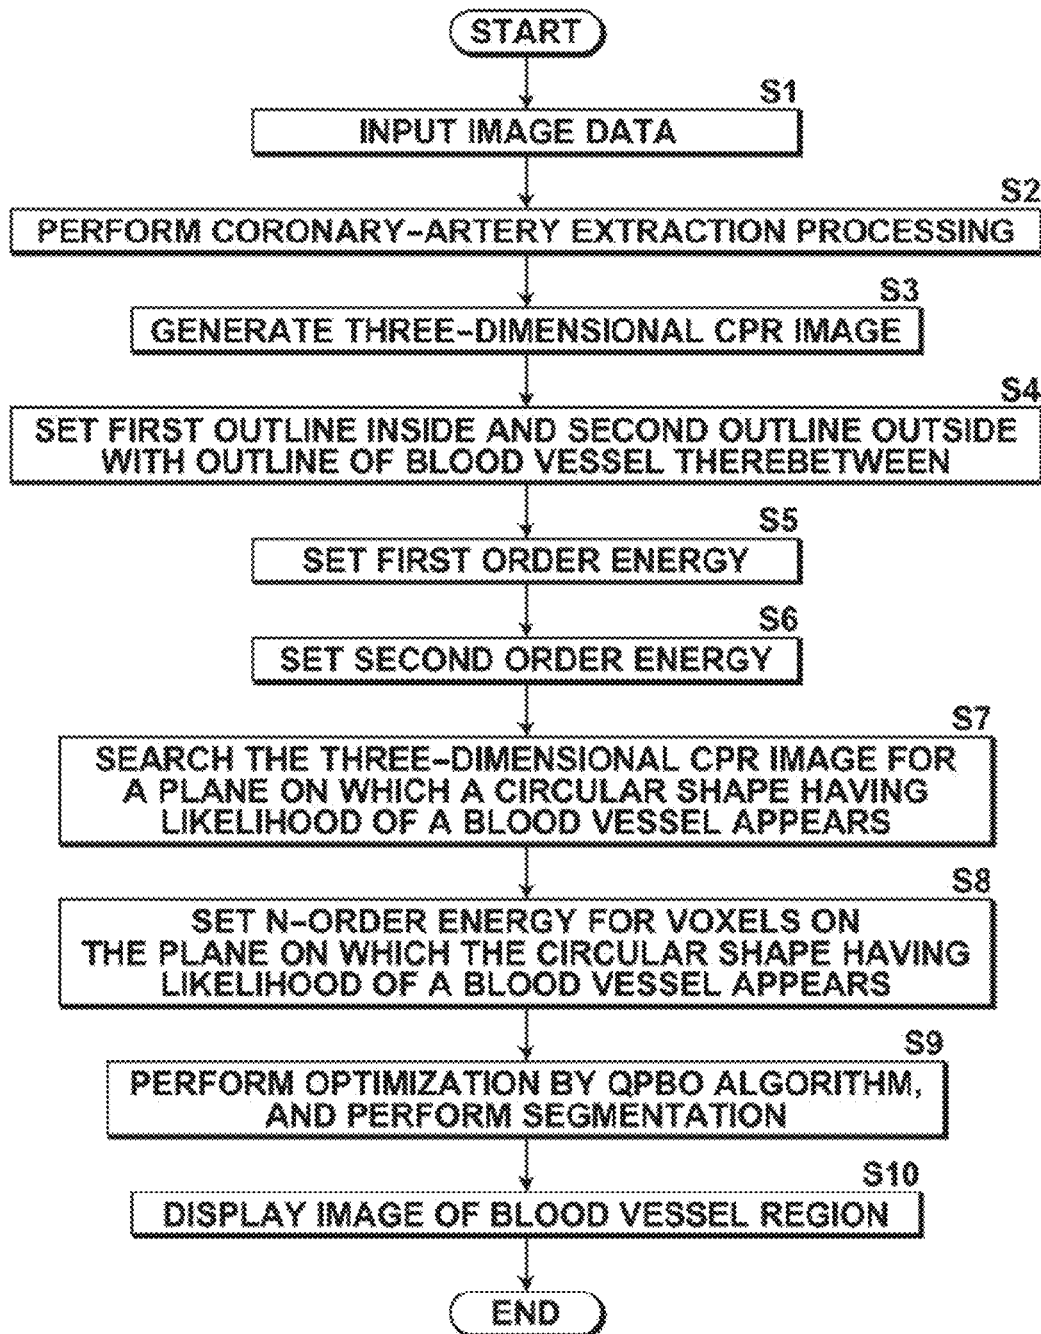 START
S1
INPUT IMAGE DATA
S2
PERFORM CORONARY-ARTERY EXTRACTION PROCESSING
S3
GENERATE THREE-DIMENSIONAL CPR IMAGE
S4
SET FIRST OUTLINE INSIDE AND SECOND OUTLINE OUTSIDE
WITH OUTLINE OF BLOOD VESSEL THEREBETWEEN
S5
SET FIRST ORDER ENERGY
S6
SET SECOND ORDER ENERGY
S7
SEARCH THE THREE-DIMENSIONAL CPR IMAGE FOR
A PLANE ON WHICH A CIRCULAR SHAPE HAVING
LIKELIHOOD OF A BLOOD VESSEL APPEARS
S8
SET N-ORDER ENERGY FOR VOXELS ON
THE PLANE ON WHICH THE CIRCULAR SHAPE HAVING
LIKELIHOOD OF A BLOOD VESSEL APPEARS
S9
PERFORM OPTIMIZATION BY QPBO ALGORITHM,
AND PERFORM SEGMENTATION
S10
DISPLAY IMAGE OF BLOOD VESSEL REGION
END